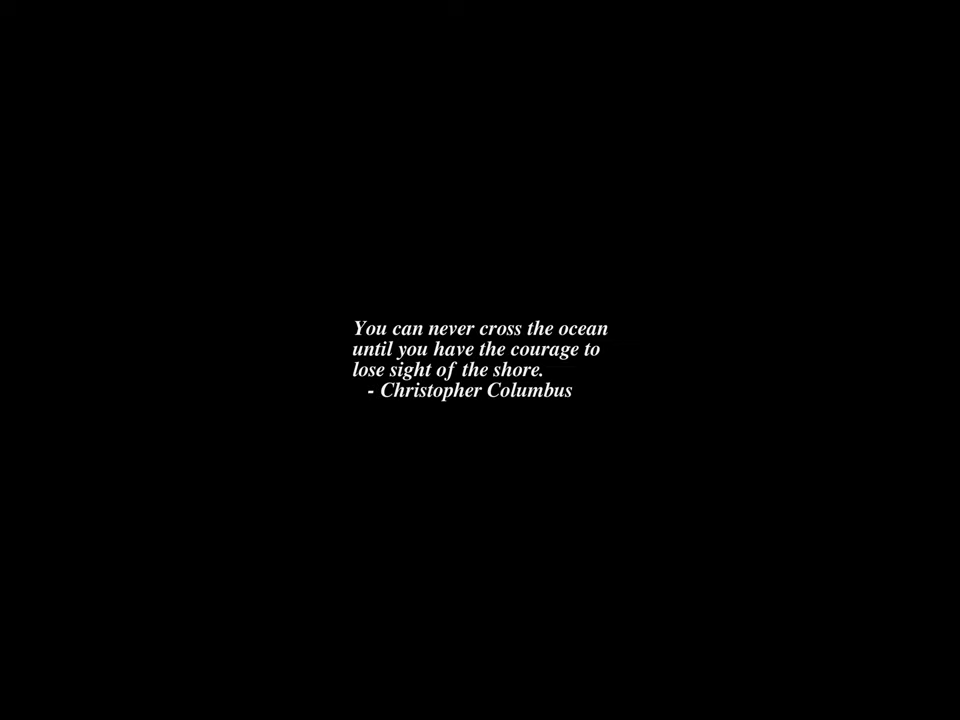 You can never cross the ocean
until you have the courage to
lose sight of the shore.
- Christopher Columbus